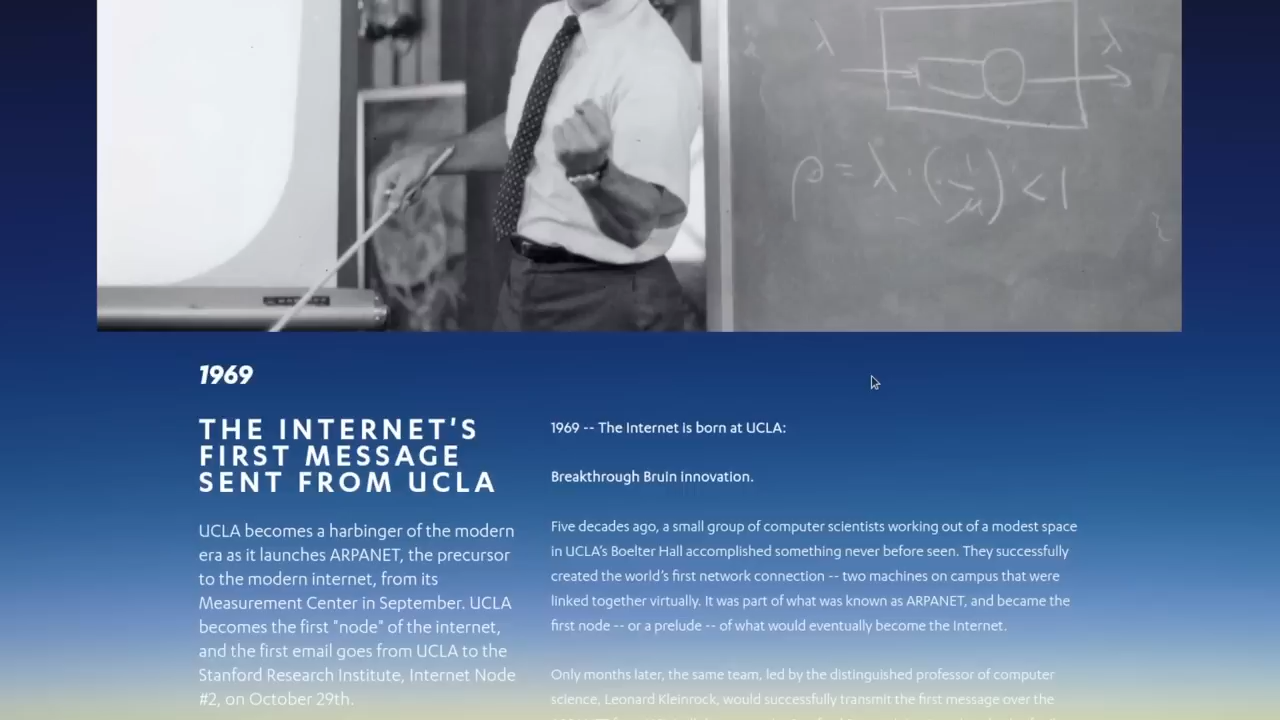 λ λ
ρ = λ · (1/μ) < 1
1969
THE INTERNET'S
FIRST MESSAGE
SENT FROM UCLA
UCLA becomes a harbinger of the modern
era as it launches ARPANET, the precursor
to the modern internet, from its
Measurement Center in September. UCLA
becomes the first "node" of the internet,
and the first email goes from UCLA to the
Stanford Research Institute, Internet Node
#2, on October 29th.
1969 -- The Internet is born at UCLA:
Breakthrough Bruin innovation.
Five decades ago, a small group of computer scientists working out of a modest space
in UCLA's Boelter Hall accomplished something never before seen. They successfully
created the world's first network connection -- two machines on campus that were
linked together virtually. It was part of what was known as ARPANET, and became the
first node -- or a prelude -- of what would eventually become the Internet.
Only months later, the same team, led by the distinguished professor of computer
science, Leonard Kleinrock, would successfully transmit the first message over the